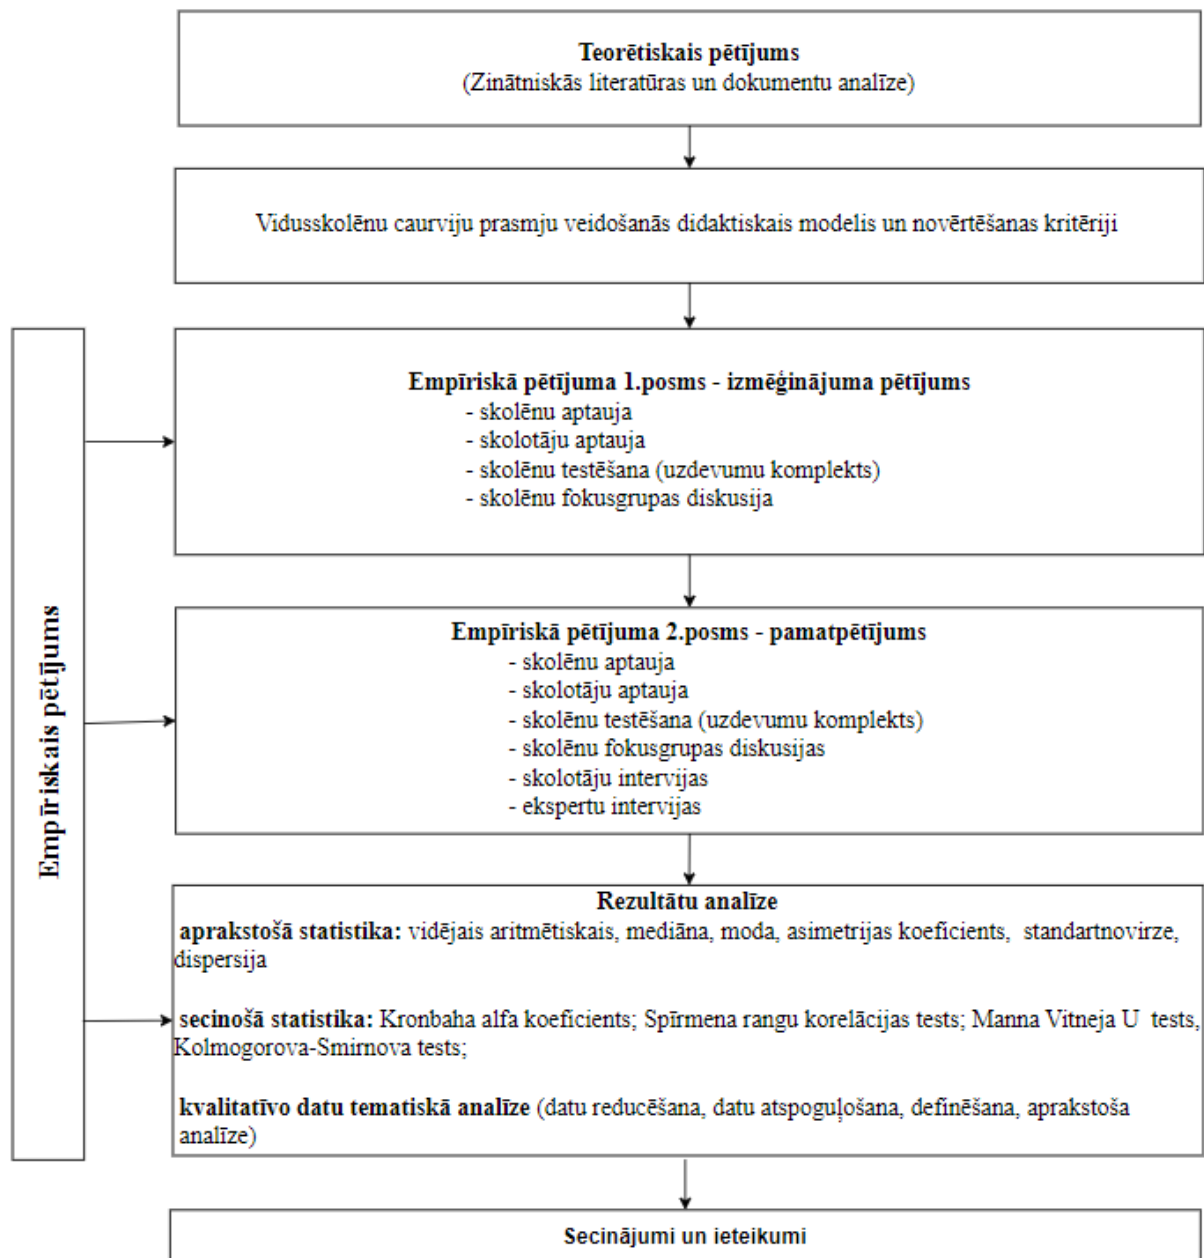 Teorētiskais pētījums
(Zinātniskās literatūras un dokumentu analīze)
Vidusskolēnu caurviju prasmju veidošanās didaktiskais modelis un novērtēšanas kritēriji
Empīriskais pētījums
Empīriskā pētījuma 1.posms - izmēģinājuma pētījums
- skolēnu aptauja
- skolotāju aptauja
- skolēnu testēšana (uzdevumu komplekts)
- skolēnu fokusgrupas diskusija
Empīriskā pētījuma 2.posms - pamatpētījums
- skolēnu aptauja
- skolotāju aptauja
- skolēnu testēšana (uzdevumu komplekts)
- skolēnu fokusgrupas diskusijas
- skolotāju intervijas
- ekspertu intervijas
Rezultātu analīze
aprakstošā statistika: vidējais aritmētiskais, mediāna, moda, asimetrijas koeficients, standartnovirze,
dispersija
secinošā statistika: Kronbaha alfa koeficients; Spīrmena rangu korelācijas tests; Manna Vitneja U tests,
Kolmogorova-Smirnova tests;
kvalitatīvo datu tematiskā analīze (datu reducēšana, datu atspoguļošana, definēšana, aprakstoša
analīze)
Secinājumi un ieteikumi